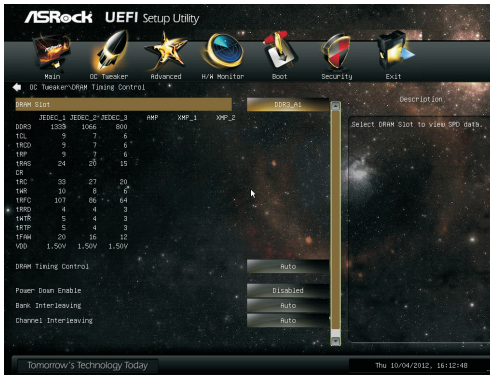 ASRock UEFI Setup Utility
Main OC Tweaker Advanced H/W Monitor Boot Security Exit
OC Tweaker\DRAM Timing Control
Description
DRAM Slot DDR3_A1
Select DRAM Slot to view SPD data.
JEDEC_1 JEDEC_2 JEDEC_3 AMP XMP_1 XMP_2
DDR3 1333 1066 800
tCL 9 7 6
tRCD 9 7 6
tRP 9 7 6
tRAS 24 20 15
CR
tRC 33 27 20
tWR 10 8 6
tRFC 107 86 64
tRRD 4 4 3
tWTR 5 4 3
tRTP 5 4 3
tFAW 20 16 12
VDD 1.50V 1.50V 1.50V
DRAM Timing Control Auto
Power Down Enable Disabled
Bank Interleaving Auto
Channel Interleaving Auto
Tomorrow's Technology Today
Thu 10/04/2012, 16:12:48